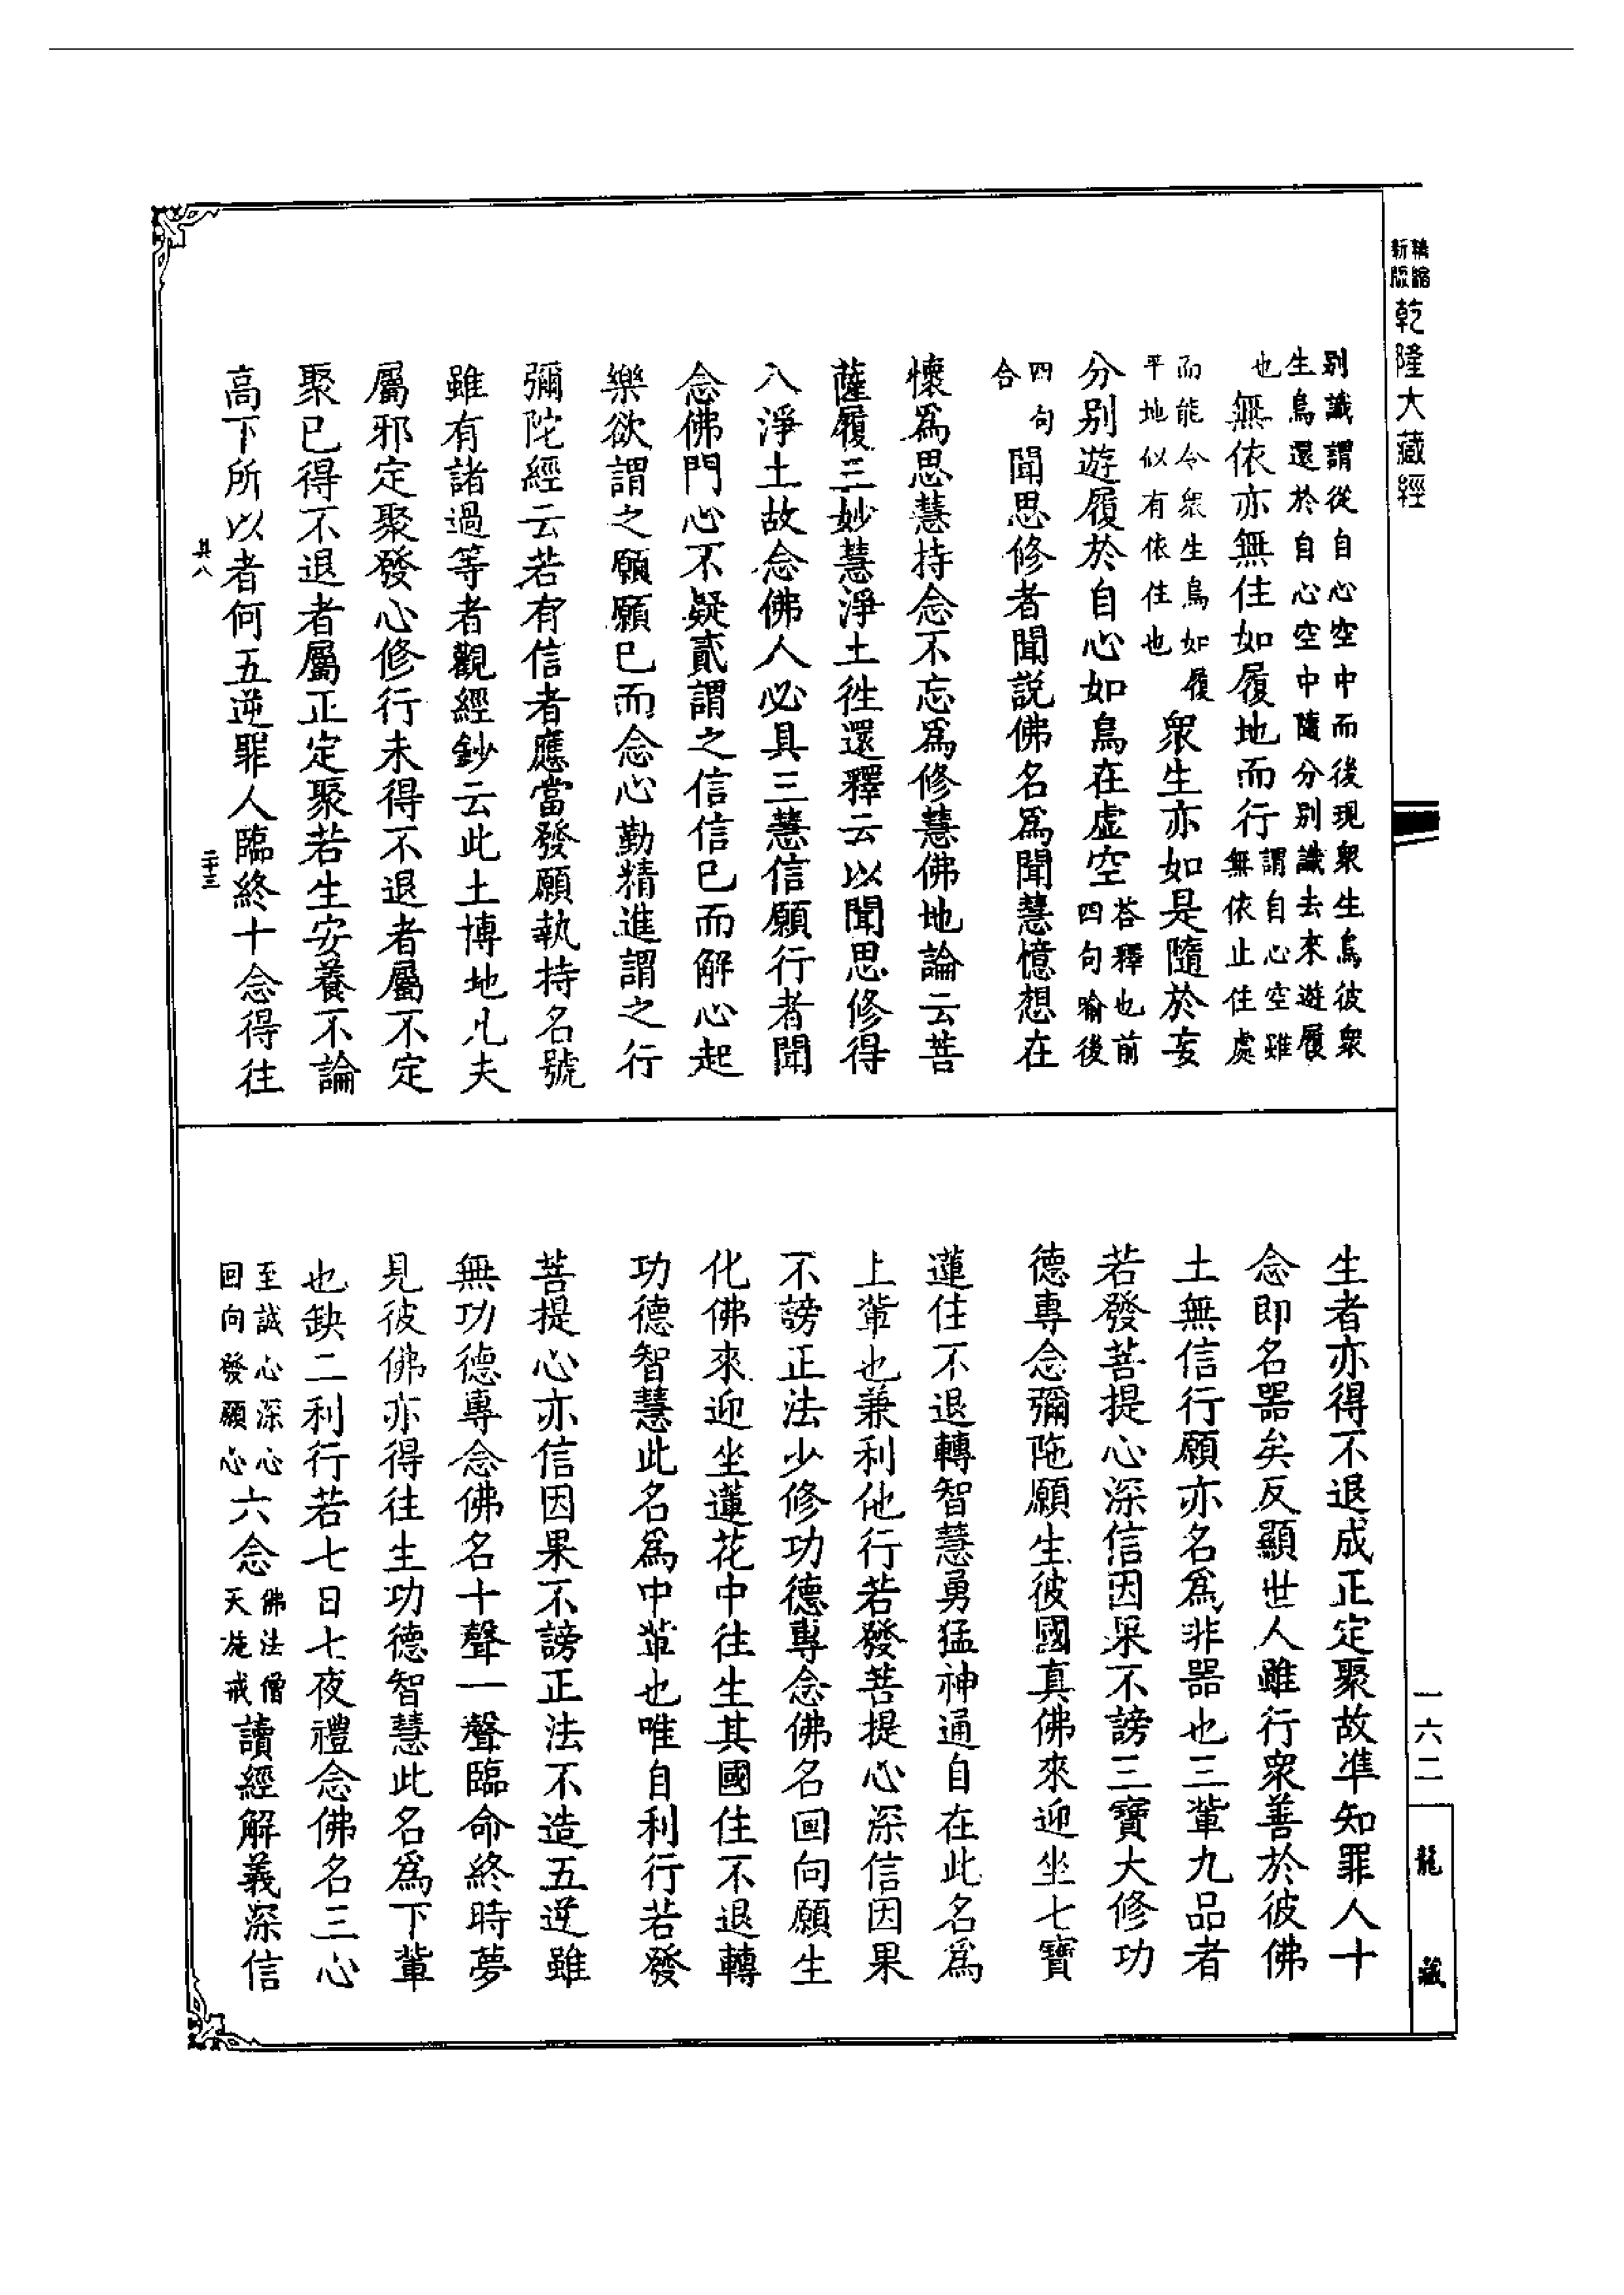 精縮
新版
乾隆大藏經
別識謂從自心空中而後現衆生鳥彼衆
生鳥還於自心空中隨分別識去來遊履
也
無依亦無住如履地而行
謂自心空雖
無依止住處
而能令衆生鳥如履
平地似有依住也
衆生亦如是隨於妄
分別遊履於自心如鳥在虛空
答釋也前
四句喻後
四句
合
聞思修者聞說佛名爲聞慧憶想在
懷爲思慧持念不忘爲修慧佛地論云菩
薩履三妙慧淨土徃還釋云以聞思修得
入淨土故念佛人必具三慧信願行者聞
念佛門心不疑貳謂之信信已而解心起
樂欲謂之願願已而念心勤精進謂之行
彌陀經云若有信者應當發願執持名號
雖有諸過等者觀經鈔云此土博地凡夫
屬邪定聚發心修行未得不退者屬不定
聚已得不退者屬正定聚若生安養不論
高下所以者何五逆罪人臨終十念得往
其八
二十三
生者亦得不退成正定聚故準知罪人十
念即名器矣反顯世人雖行衆善於彼佛
土無信行願亦名爲非器也三輩九品者
若發菩提心深信因果不謗三寶大修功
德專念彌陀願生彼國真佛來迎坐七寶
蓮住不退轉智慧勇猛神通自在此名爲
上輩也兼利他行若發菩提心深信因果
不謗正法少修功德專念佛名回向願生
化佛來迎坐蓮花中往生其國住不退轉
功德智慧此名爲中輩也唯自利行若發
菩提心亦信因果不謗正法不造五逆雖
無功德專念佛名十聲一聲臨命終時夢
見彼佛亦得往生功德智慧此名爲下輩
也缺二利行若七日七夜禮念佛名三心
至誠心深心
回向發願心
六念
佛法僧
天施戒
讀經解義深信
一六二
龍藏